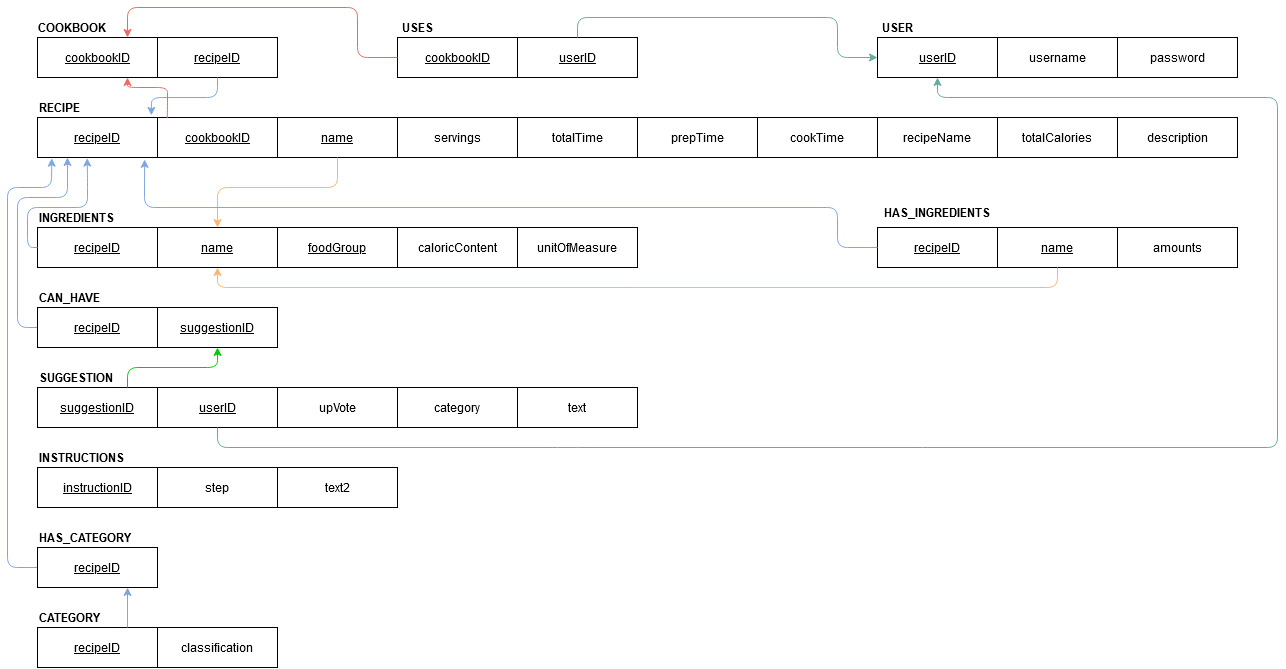 COOKBOOK USES USER
cookbookID recipeID cookbookID userID userID username password
RECIPE
recipeID cookbookID name servings totalTime prepTime cookTime recipeName totalCalories description
INGREDIENTS HAS_INGREDIENTS
recipeID name foodGroup caloricContent unitOfMeasure recipeID name amounts
CAN_HAVE
recipeID suggestionID
SUGGESTION
suggestionID userID upVote category text
INSTRUCTIONS
instructionID step text2
HAS_CATEGORY
recipeID
CATEGORY
recipeID classification